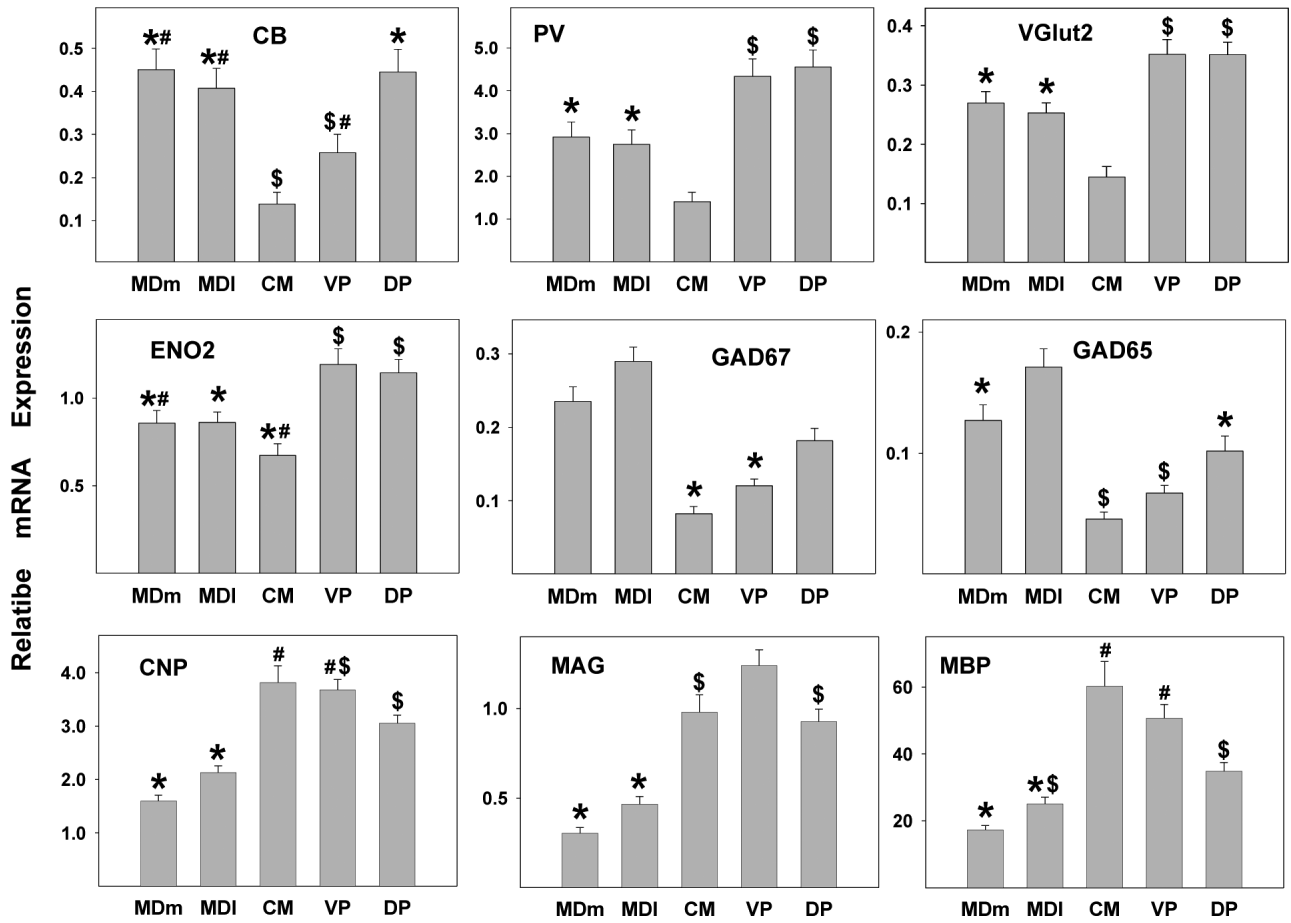 Relatibe mRNA Expression
CB
0.5
0.4
0.3
0.2
0.1
*# *# $ $# *
MDm MDl CM VP DP
PV
5.0
4.0
3.0
2.0
1.0
* * $ $
MDm MDl CM VP DP
VGlut2
0.4
0.3
0.2
0.1
* * $ $
MDm MDl CM VP DP
ENO2
1.0
0.5
*# * *# $ $
MDm MDl CM VP DP
GAD67
0.3
0.2
0.1
* *
MDm MDl CM VP DP
GAD65
0.2
0.1
* $ $ *
MDm MDl CM VP DP
CNP
4.0
3.0
2.0
1.0
* * # #$ $
MDm MDl CM VP DP
MAG
1.0
0.5
* * $ $
MDm MDl CM VP DP
MBP
60
40
20
* *$ # # $
MDm MDl CM VP DP